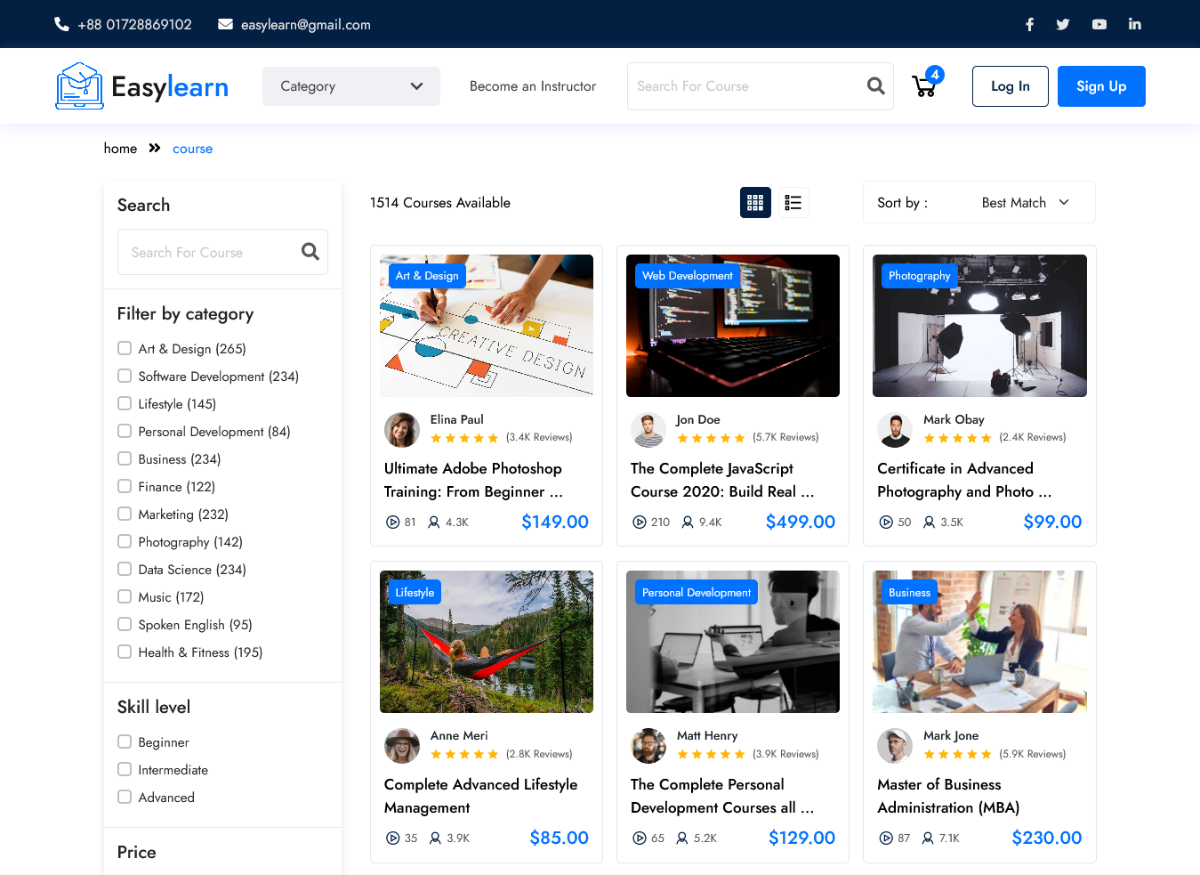 +88 01728869102
easylearn@gmail.com
Easylearn
Category
Become an Instructor
Search For Course
4
Log In
Sign Up
home
course
Search
Search For Course
Filter by category
Art & Design (265)
Software Development (234)
Lifestyle (145)
Personal Development (84)
Business (234)
Finance (122)
Marketing (232)
Photography (142)
Data Science (234)
Music (172)
Spoken English (95)
Health & Fitness (195)
Skill level
Beginner
Intermediate
Advanced
Price
1514 Courses Available
Sort by :
Best Match
Art & Design
CREATIVE DESIGN
Elina Paul
(3.4K Reviews)
Ultimate Adobe Photoshop
Training: From Beginner ...
81
4.3K
$149.00
Web Development
Jon Doe
(5.7K Reviews)
The Complete JavaScript
Course 2020: Build Real ...
210
9.4K
$499.00
Photography
Mark Obay
(2.4K Reviews)
Certificate in Advanced
Photography and Photo ...
50
3.5K
$99.00
Lifestyle
Anne Meri
(2.8K Reviews)
Complete Advanced Lifestyle
Management
35
3.9K
$85.00
Personal Development
Matt Henry
(3.9K Reviews)
The Complete Personal
Development Courses all ...
65
5.2K
$129.00
Business
Mark Jone
(5.9K Reviews)
Master of Business
Administration (MBA)
87
7.1K
$230.00